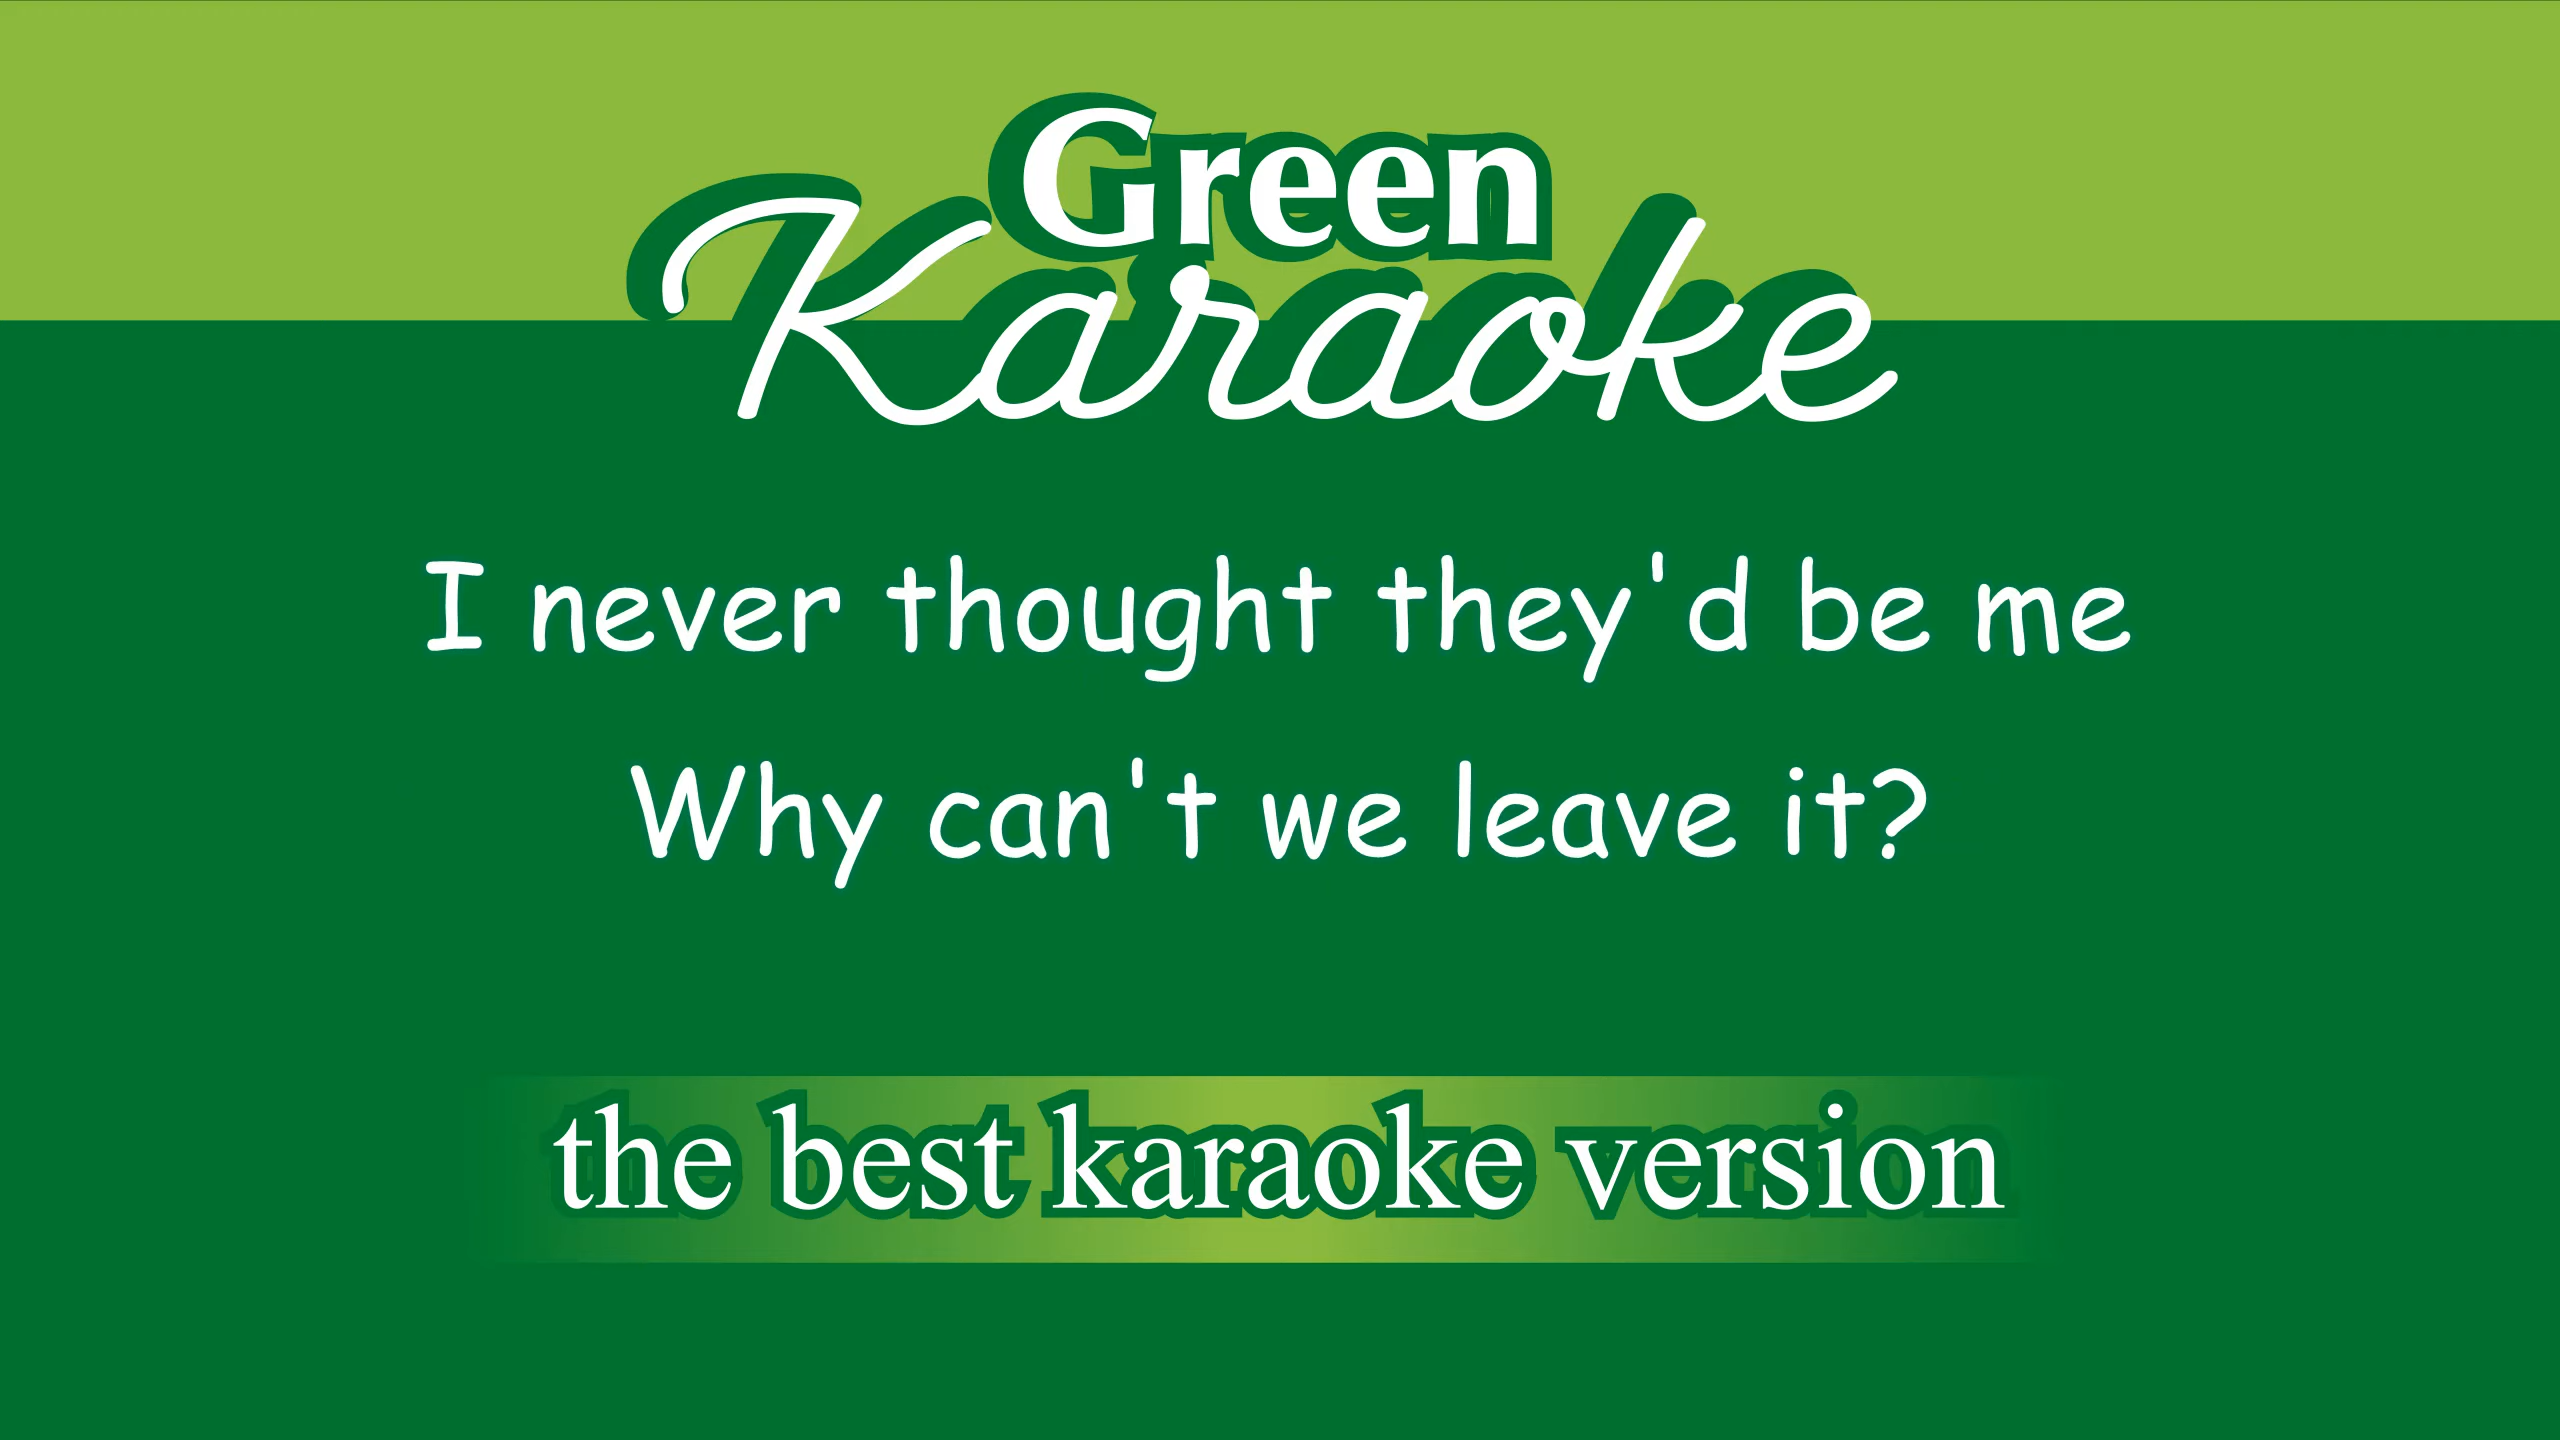 Green
Karaoke
I never thought they'd be me
Why can't we leave it?
the best karaoke version